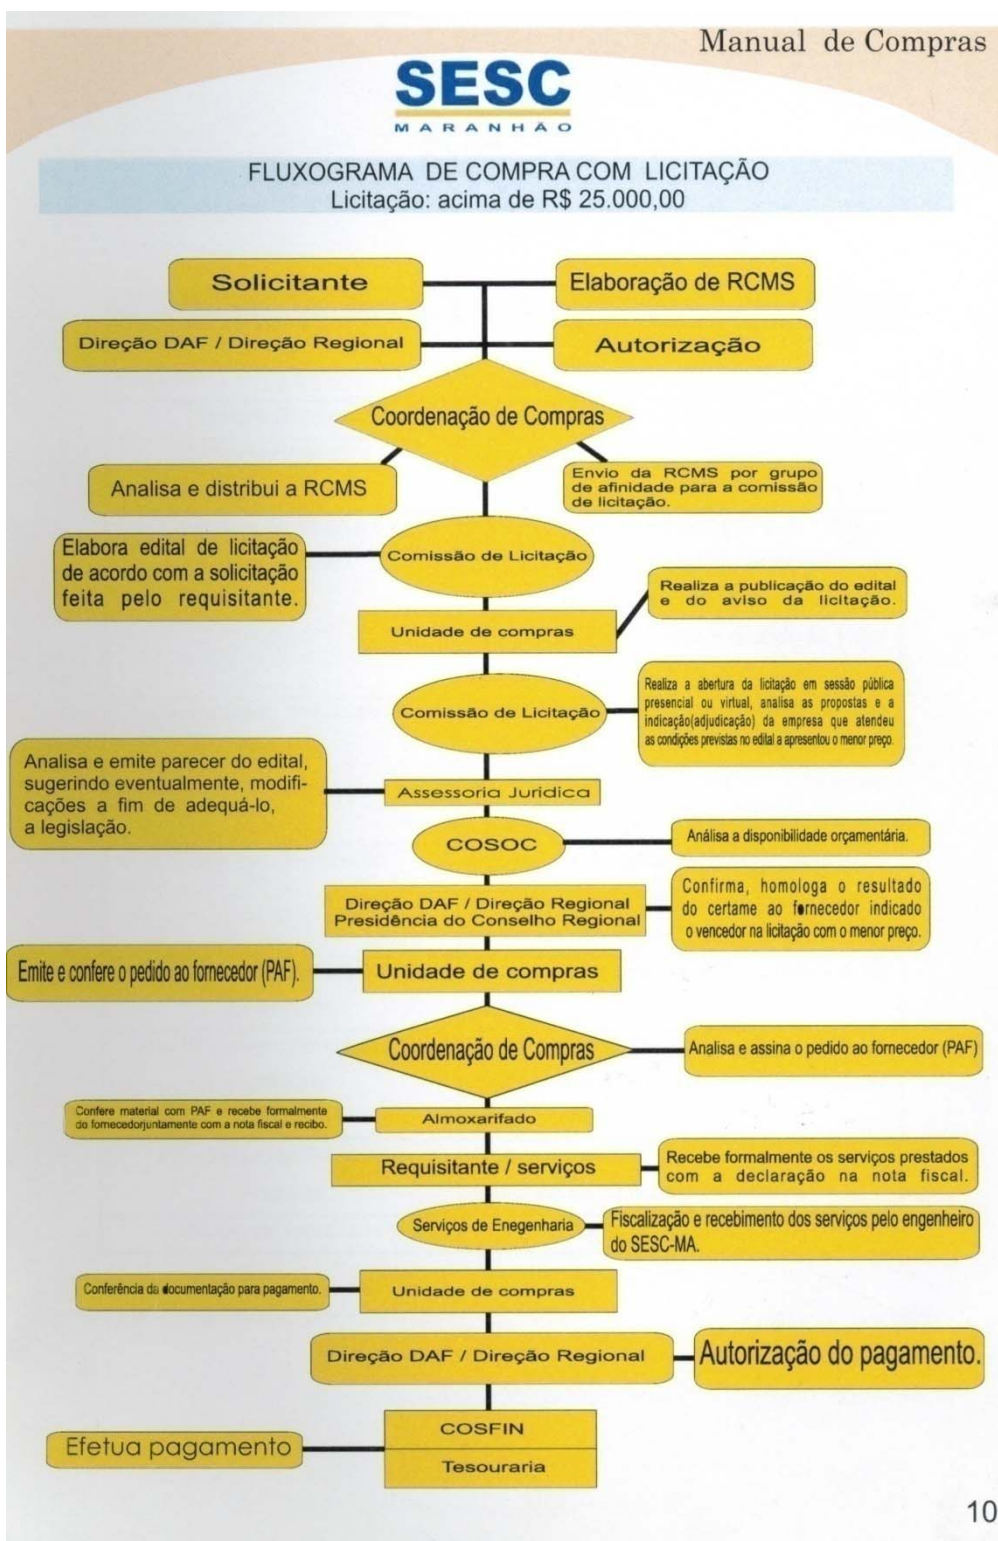 Manual de Compras
SESC
MARANHÃO
FLUXOGRAMA DE COMPRA COM LICITAÇÃO
Licitação: acima de R$ 25.000,00
Solicitante
Elaboração de RCMS
Direção DAF / Direção Regional
Autorização
Coordenação de Compras
Analisa e distribui a RCMS
Envio da RCMS por grupo
de afinidade para a comissão
de licitação.
Elabora edital de licitação
de acordo com a solicitação
feita pelo requisitante.
Comissão de Licitação
Realiza a publicação do edital
e do aviso da licitação.
Unidade de compras
Comissão de Licitação
Realiza a abertura da licitação em sessão pública
presencial ou virtual, analisa as propostas e a
indicação(adjudicação) da empresa que atendeu
as condições previstas no edital a apresentou o menor preço.
Analisa e emite parecer do edital,
sugerindo eventualmente, modifi-
cações a fim de adequá-lo,
a legislação.
Assessoria Jurídica
COSOC
Análisa a disponibilidade orçamentária.
Direção DAF / Direção Regional
Presidência do Conselho Regional
Confirma, homologa o resultado
do certame ao fornecedor indicado
o vencedor na licitação com o menor preço.
Emite e confere o pedido ao fornecedor (PAF).
Unidade de compras
Coordenação de Compras
Analisa e assina o pedido ao fornecedor (PAF)
Confere material com PAF e recebe formalmente
do fornecedorjuntamente com a nota fiscal e recibo.
Almoxarifado
Requisitante / serviços
Recebe formalmente os serviços prestados
com a declaração na nota fiscal.
Serviços de Enegenharia
Fiscalização e recebimento dos serviços pelo engenheiro
do SESC-MA.
Conferência da documentação para pagamento.
Unidade de compras
Direção DAF / Direção Regional
Autorização do pagamento.
COSFIN
Efetua pagamento
Tesouraria
10